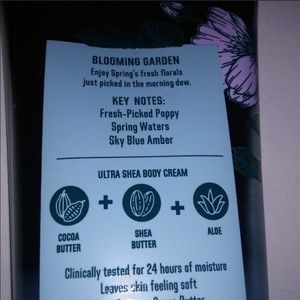 BLOOMING GARDEN
Enjoy Spring's fresh florals
just picked in the morning dew.
KEY NOTES:
Fresh-Picked Poppy
Spring Waters
Sky Blue Amber
ULTRA SHEA BODY CREAM
+ +
COCOA
BUTTER
SHEA
BUTTER
ALOE
Clinically tested for 24 hours of moisture
Leaves skin feeling soft
Butter